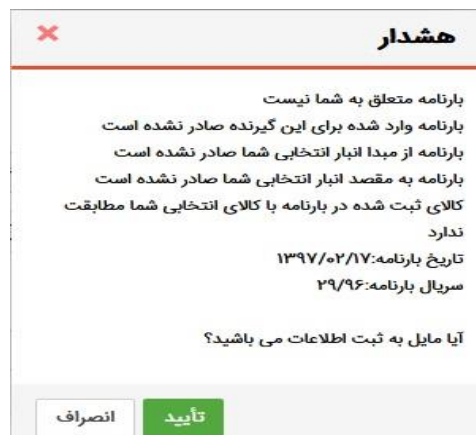 هشدار
بارنامه متعلق به شما نیست
بارنامه وارد شده برای این گیرنده صادر نشده است
بارنامه از مبدا انبار انتخابی شما صادر نشده است
بارنامه به مقصد انبار انتخابی شما صادر نشده است
کالای ثبت شده در بارنامه با کالای انتخابی شما مطابقت
ندارد
تاریخ بارنامه:۱۳۹۷/۰۲/۱۷
سریال بارنامه:۲۹/۹۶
آیا مایل به ثبت اطلاعات می باشید؟
تأیید
انصراف